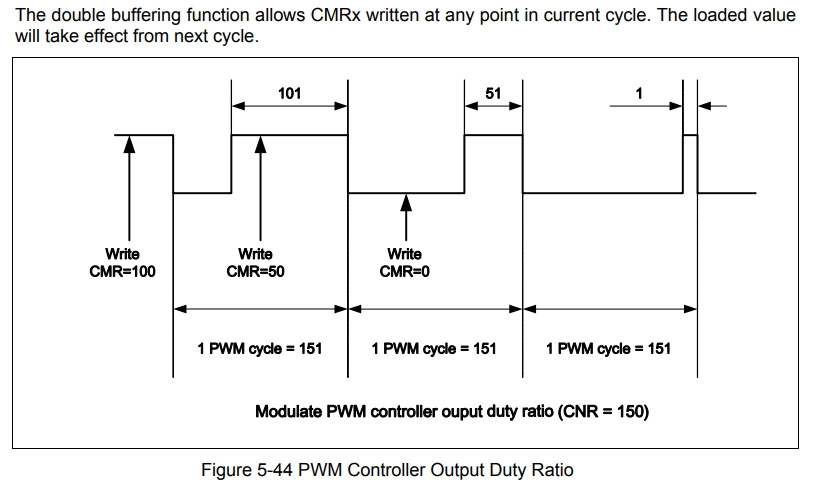 The double buffering function allows CMRx written at any point in current cycle. The loaded value
will take effect from next cycle.
101
51
1
Write
CMR=100
Write
CMR=50
Write
CMR=0
1 PWM cycle = 151
1 PWM cycle = 151
1 PWM cycle = 151
Modulate PWM controller ouput duty ratio (CNR = 150)
Figure 5-44 PWM Controller Output Duty Ratio